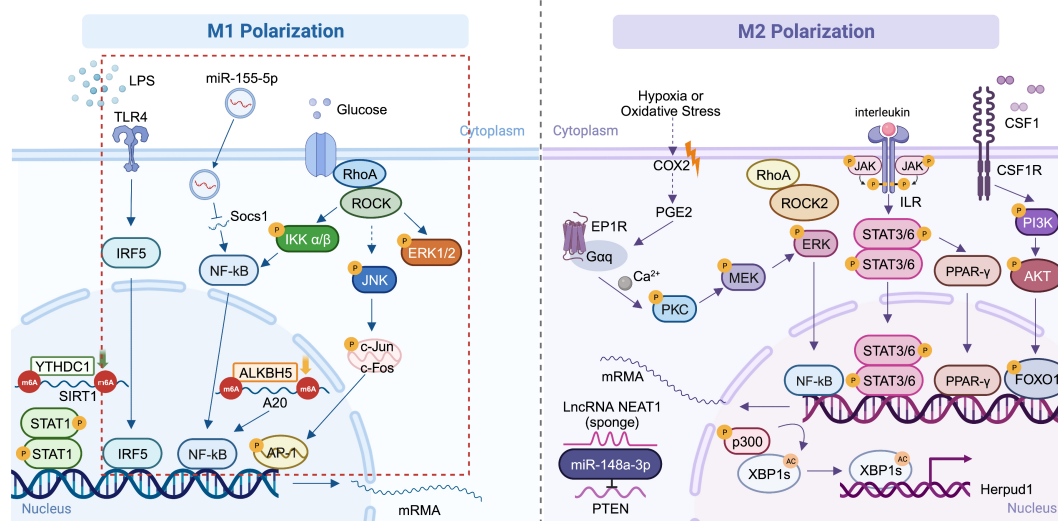 M1 Polarization
LPS
miR-155-5p
Glucose
TLR4
Cytoplasm
RhoA
ROCK
Socs1
P
IKK α/β
P
ERK1/2
IRF5
NF-kB
P
JNK
P
c-Jun
c-Fos
YTHDC1
m6A
m6A
SIRT1
ALKBH5
m6A
m6A
A20
STAT1
P
P
STAT1
IRF5
NF-kB
P
AP-1
Nucleus
mRNA
M2 Polarization
Hypoxia or
Oxidative Stress
interleukin
CSF1
Cytoplasm
COX2
P
JAK
JAK
P
P
P
CSF1R
RhoA
ROCK2
ILR
PGE2
EP1R
Gαq
P
PI3K
STAT3/6
P
P
ERK
P
STAT3/6
PPAR-γ
P
AKT
Ca²⁺
P
MEK
P
PKC
STAT3/6
P
mRNA
NF-kB
P
STAT3/6
PPAR-γ
P
FOXO1
LncRNA NEAT1
(sponge)
miR-148a-3p
PTEN
P
p300
XBP1s
AC
XBP1s
AC
Herpud1
Nucleus